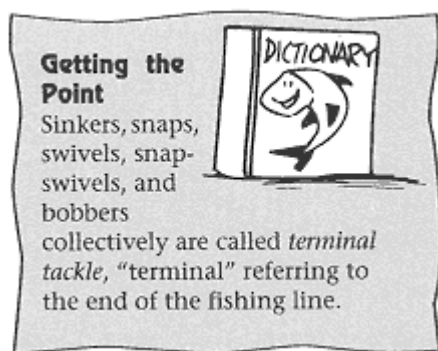 DICTIONARY
Getting the
Point
Sinkers, snaps,
swivels, snap-
swivels, and
bobbers
collectively are called terminal
tackle, “terminal” referring to
the end of the fishing line.